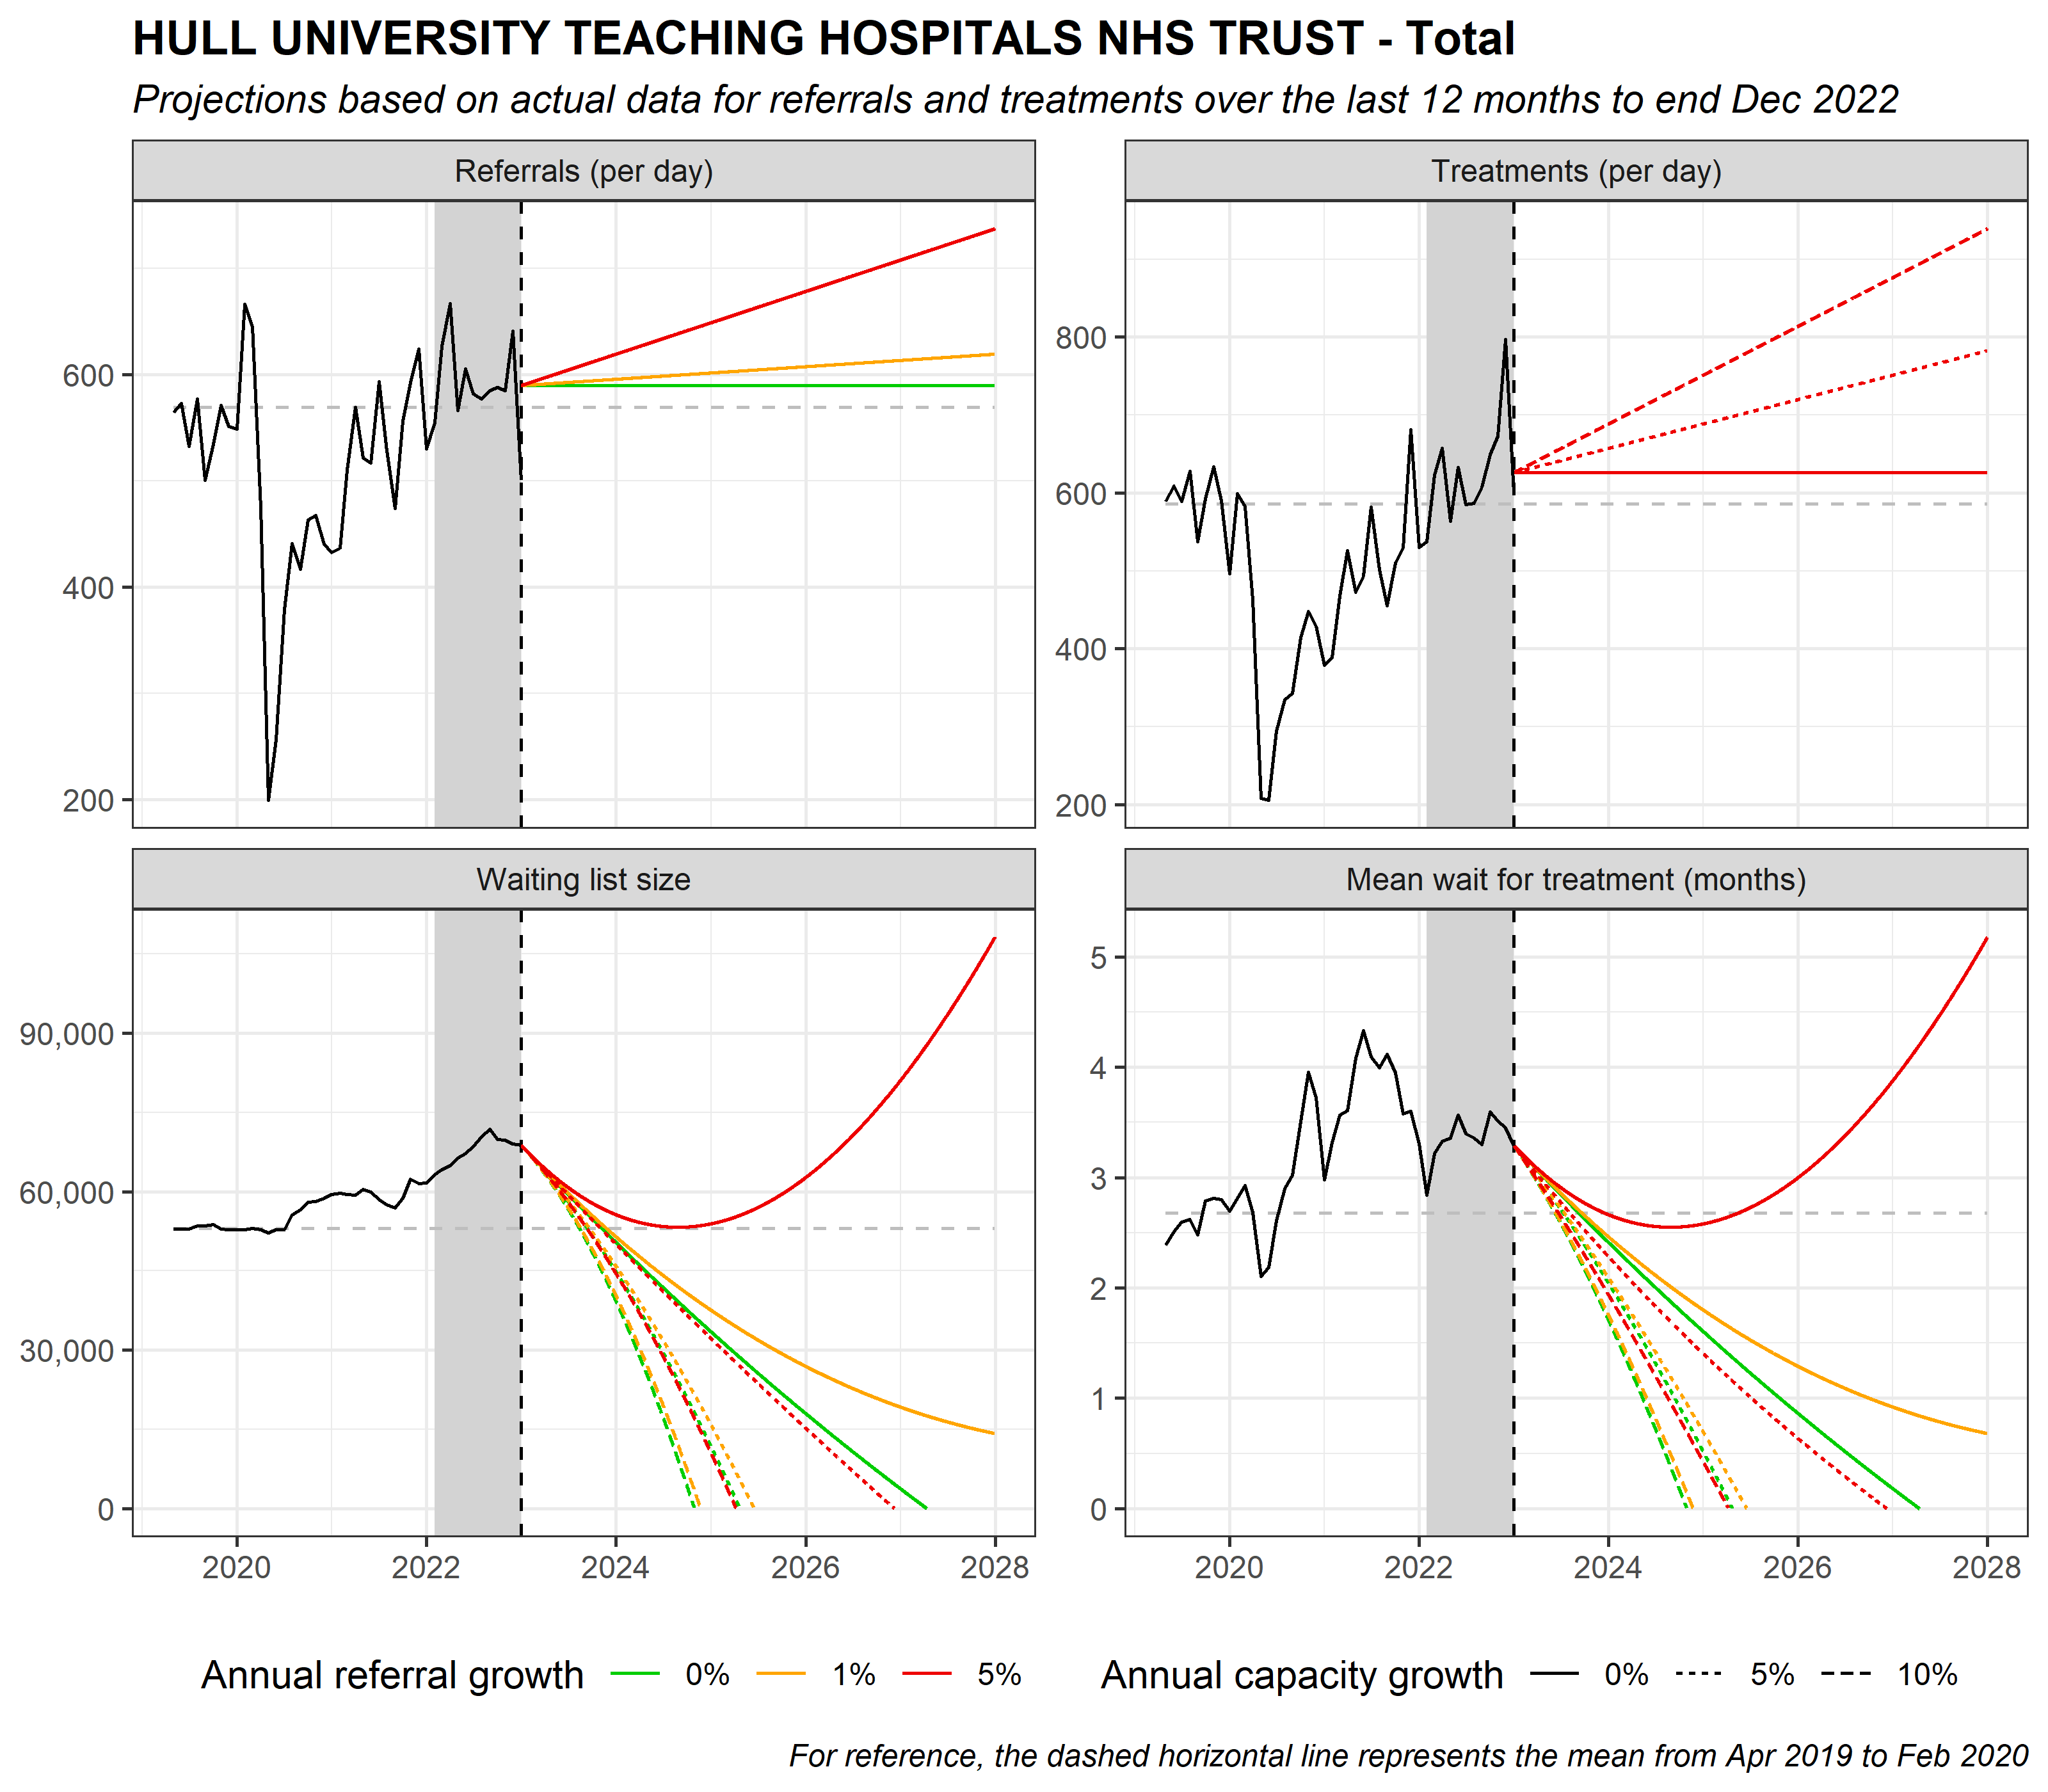 HULL UNIVERSITY TEACHING HOSPITALS NHS TRUST - Total
Projections based on actual data for referrals and treatments over the last 12 months to end Dec 2022
Referrals (per day)
600
400
200
Treatments (per day)
800
600
400
200
Waiting list size
90,000
60,000
30,000
0
2020 2022 2024 2026 2028
Mean wait for treatment (months)
5
4
3
2
1
0
2020 2022 2024 2026 2028
Annual referral growth 0% 1% 5%
Annual capacity growth 0% 5% 10%
For reference, the dashed horizontal line represents the mean from Apr 2019 to Feb 2020